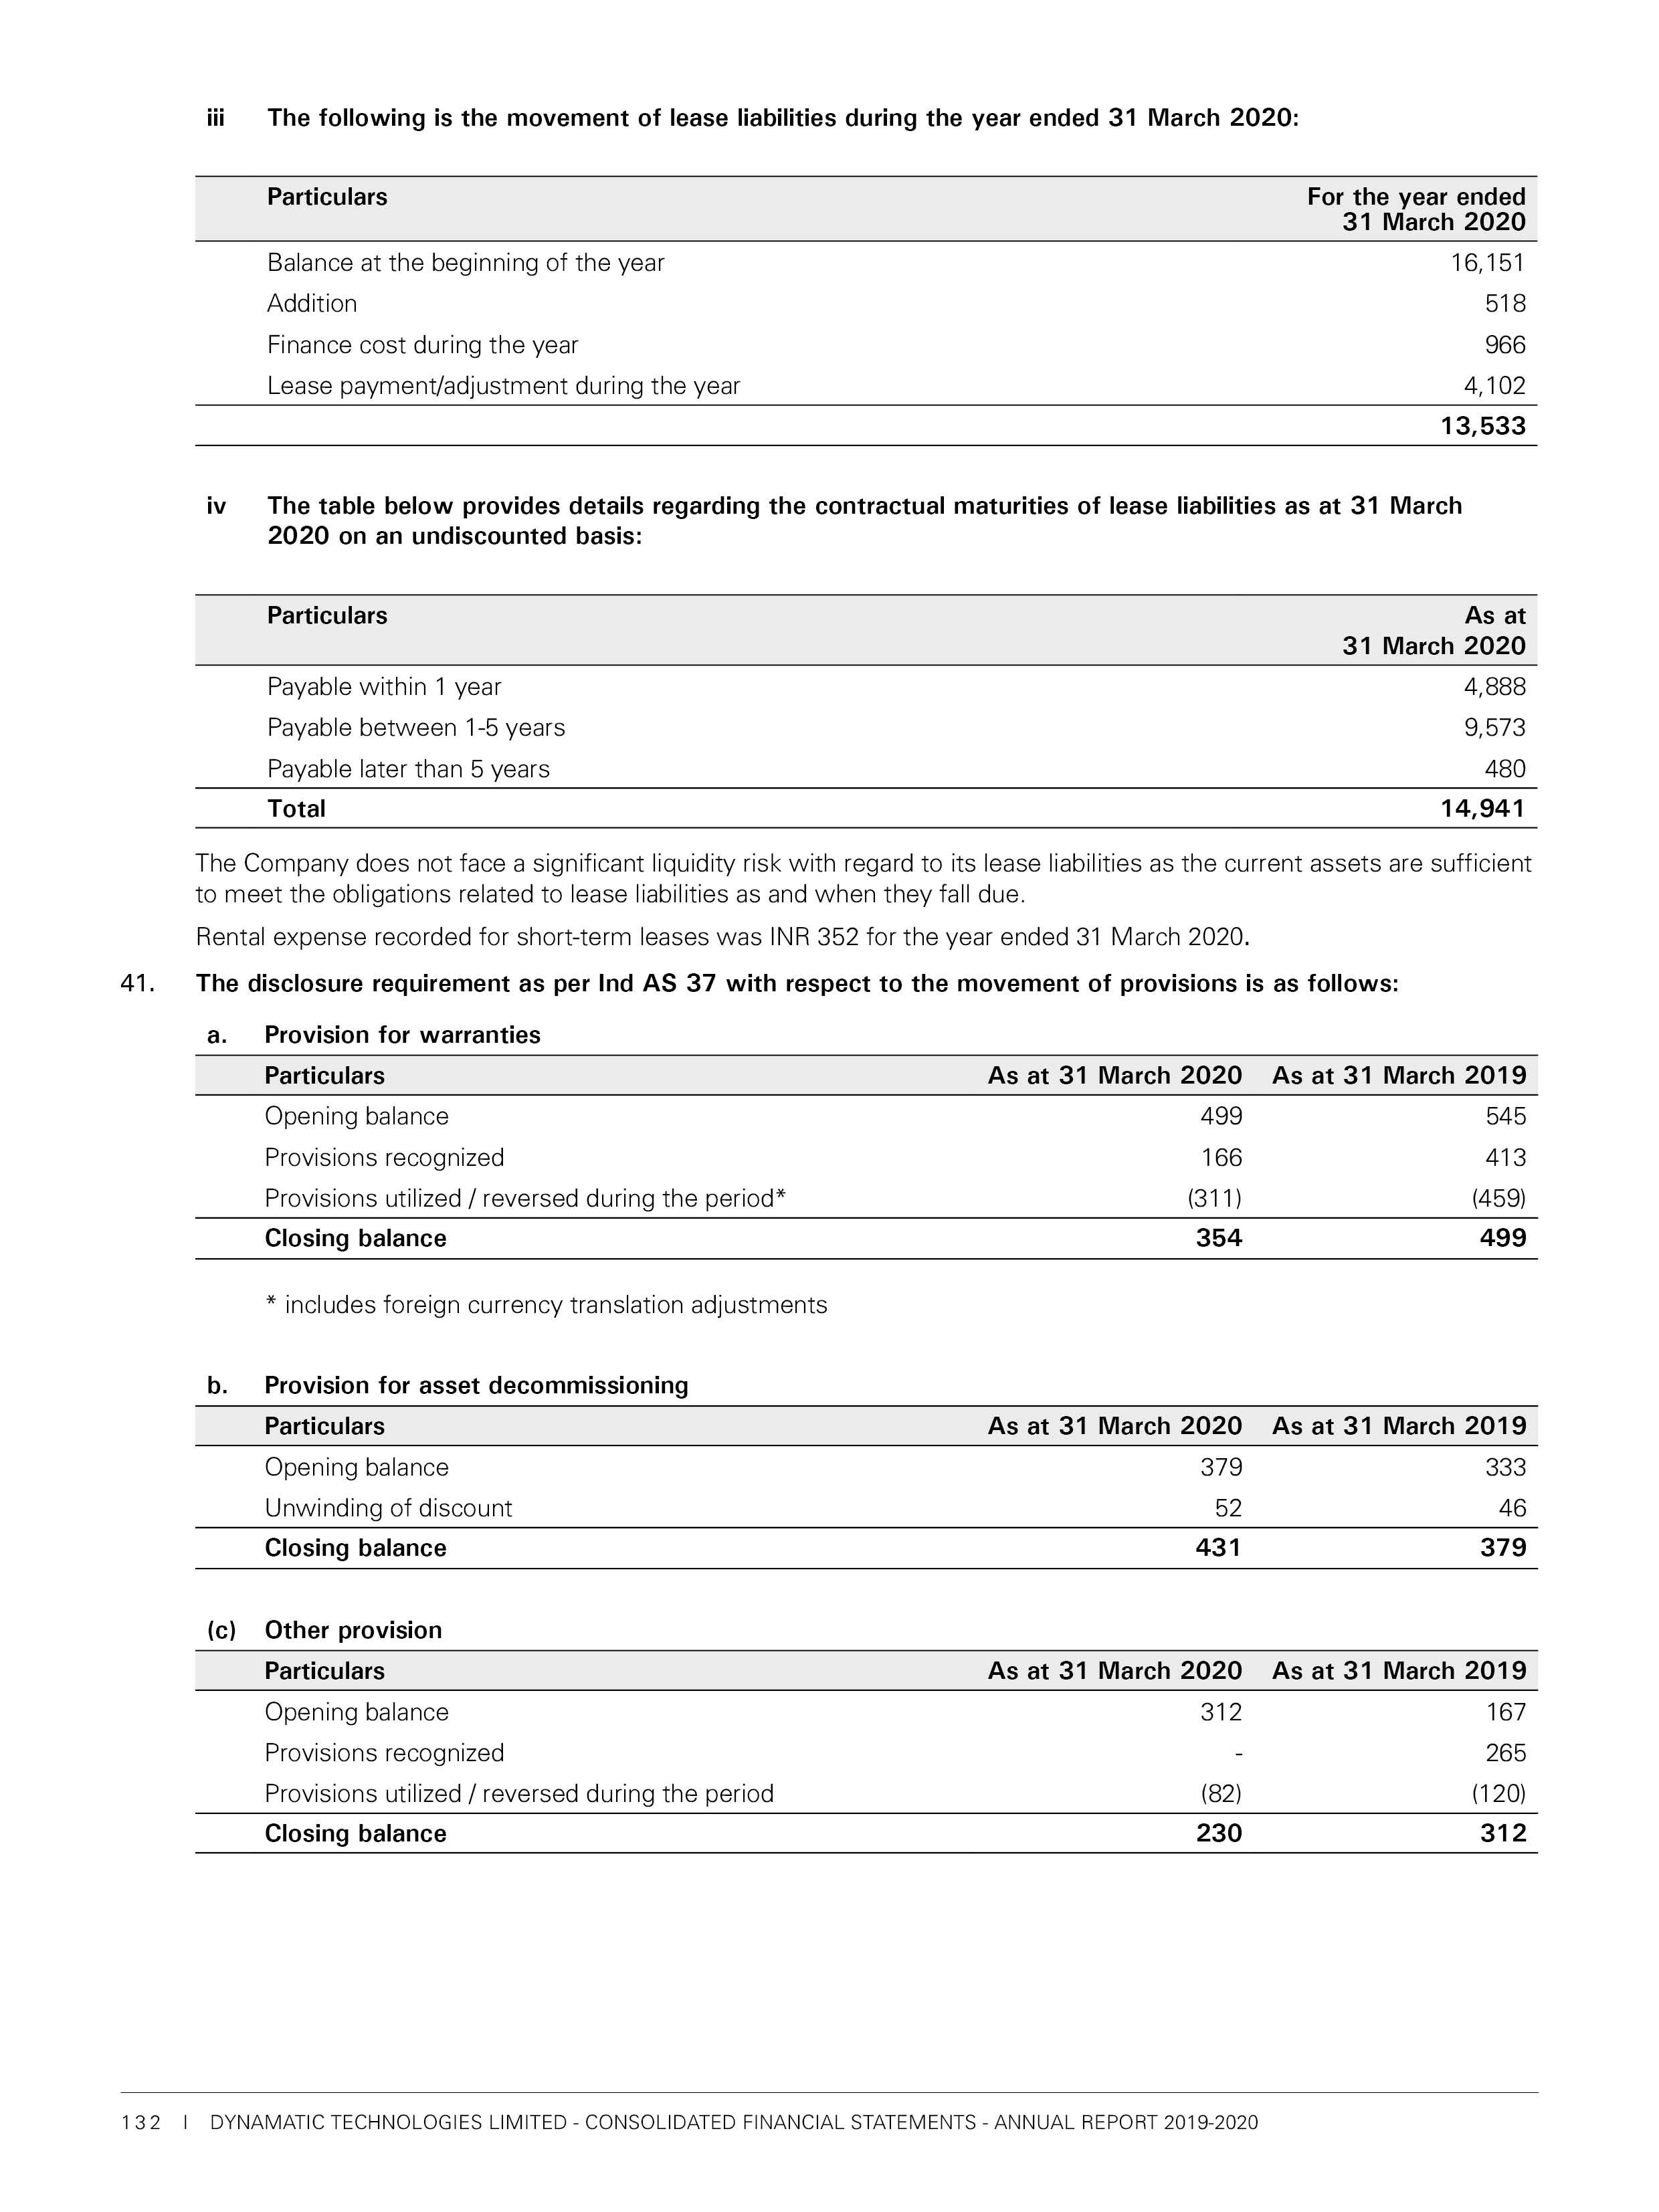 iii The following is the movement of lease liabilities during the year ended 31 March 2020:
Particulars For the year ended
31 March 2020
Balance at the beginning of the year 16,151
Addition 518
Finance cost during the year 966
Lease payment/adjustment during the year 4,102
13,533
iv The table below provides details regarding the contractual maturities of lease liabilities as at 31 March
2020 on an undiscounted basis:
Particulars As at
31 March 2020
Payable within 1 year 4,888
Payable between 1-5 years 9,573
Payable later than 5 years 480
Total 14,941
The Company does not face a significant liquidity risk with regard to its lease liabilities as the current assets are sufficient
to meet the obligations related to lease liabilities as and when they fall due.
Rental expense recorded for short-term leases was INR 352 for the year ended 31 March 2020.
41. The disclosure requirement as per Ind AS 37 with respect to the movement of provisions is as follows:
a. Provision for warranties
Particulars As at 31 March 2020 As at 31 March 2019
Opening balance 499 545
Provisions recognized 166 413
Provisions utilized / reversed during the period* (311) (459)
Closing balance 354 499
* includes foreign currency translation adjustments
b. Provision for asset decommissioning
Particulars As at 31 March 2020 As at 31 March 2019
Opening balance 379 333
Unwinding of discount 52 46
Closing balance 431 379
(c) Other provision
Particulars As at 31 March 2020 As at 31 March 2019
Opening balance 312 167
Provisions recognized - 265
Provisions utilized / reversed during the period (82) (120)
Closing balance 230 312
132 I DYNAMATIC TECHNOLOGIES LIMITED - CONSOLIDATED FINANCIAL STATEMENTS - ANNUAL REPORT 2019-2020